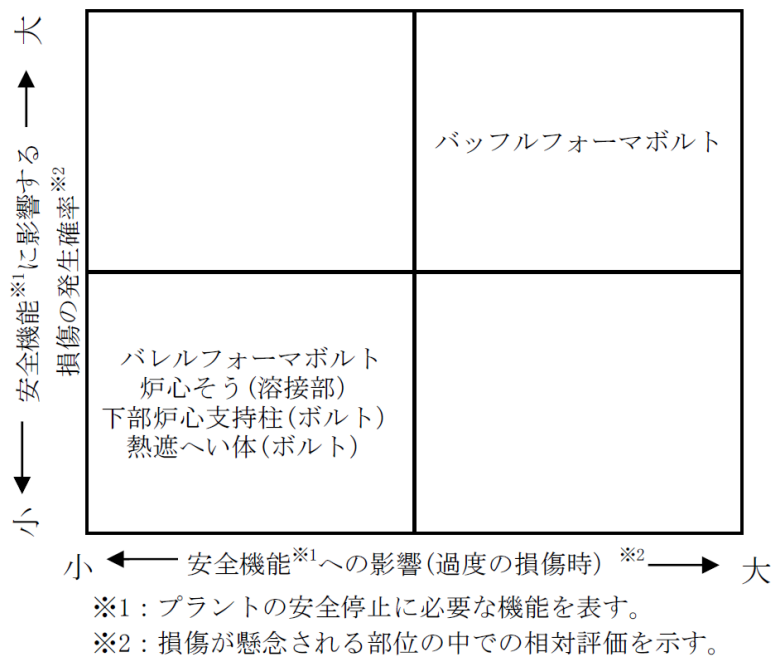 大
安全機能※1に影響する
損傷の発生確率※2
小
バッフルフォーマボルト
バレルフォーマボルト
炉心そう(溶接部)
下部炉心支持柱(ボルト)
熱遮へい体(ボルト)
小 安全機能※1への影響(過度の損傷時) ※2 大
※1：プラントの安全停止に必要な機能を表す。
※2：損傷が懸念される部位の中での相対評価を示す。